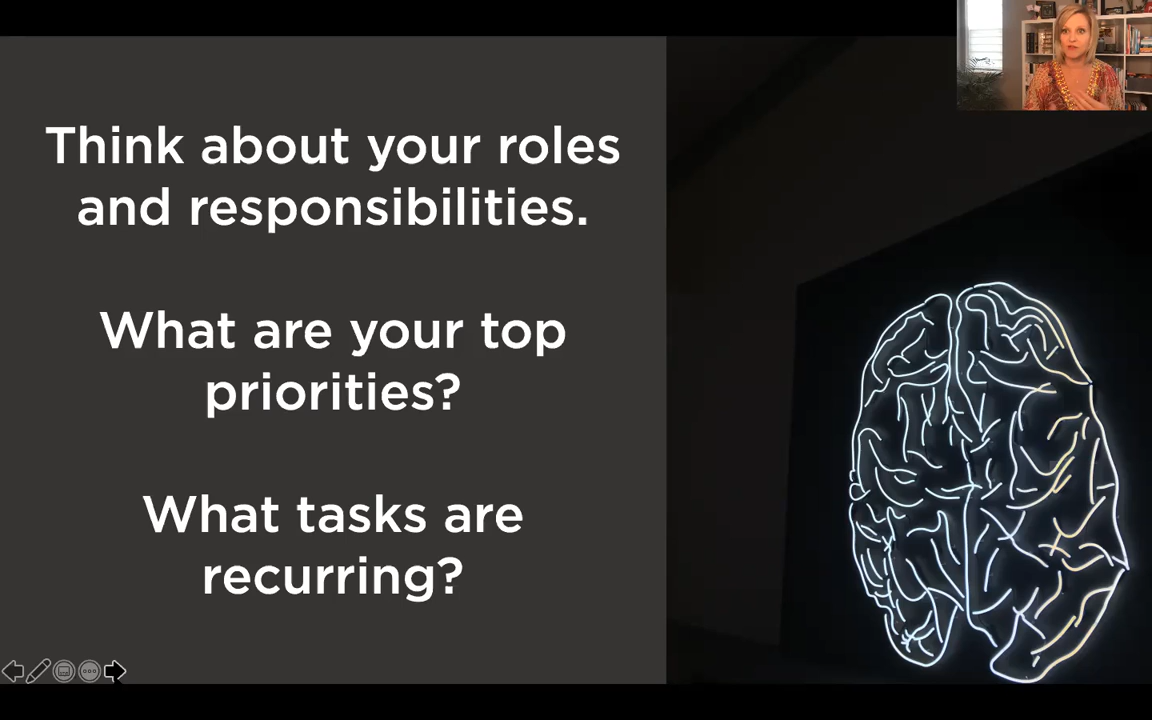 Think about your roles
and responsibilities.
What are your top
priorities?
What tasks are
recurring?